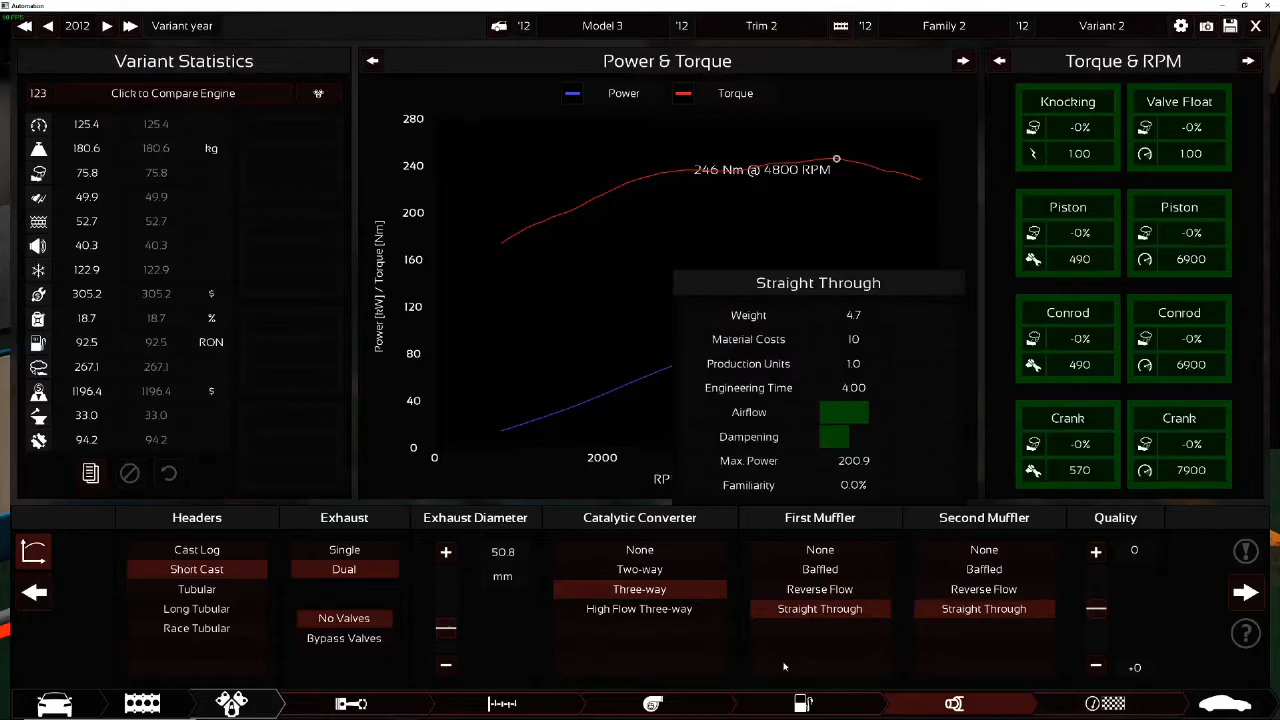 Automation
50 FPS
2012
Variant year
'12
Model 3
'12
Trim 2
'12
Family 2
'12
Variant 2
Variant Statistics
123
Click to Compare Engine
125.4 125.4
180.6 180.6 kg
75.8 75.8
49.9 49.9
52.7 52.7
40.3 40.3
122.9 122.9
305.2 305.2 $
18.7 18.7 %
92.5 92.5 RON
267.1 267.1
1196.4 1196.4 $
33.0 33.0
94.2 94.2
Power & Torque
Power
Torque
280
240
200
160
120
80
40
0
Power [kW] / Torque [Nm]
0
2000
RP
246 Nm @ 4800 RPM
Straight Through
Weight 4.7
Material Costs 10
Production Units 1.0
Engineering Time 4.00
Airflow
Dampening
Max. Power 200.9
Familiarity 0.0%
Torque & RPM
Knocking
-0%
1.00
Valve Float
-0%
1.00
Piston
-0%
490
Piston
-0%
6900
Conrod
-0%
490
Conrod
-0%
6900
Crank
-0%
570
Crank
-0%
7900
Headers
Cast Log
Short Cast
Tubular
Long Tubular
Race Tubular
Exhaust
Single
Dual
No Valves
Bypass Valves
Exhaust Diameter
+
50.8
mm
-
Catalytic Converter
None
Two-way
Three-way
High Flow Three-way
First Muffler
None
Baffled
Reverse Flow
Straight Through
Second Muffler
None
Baffled
Reverse Flow
Straight Through
Quality
+
0
-
+0